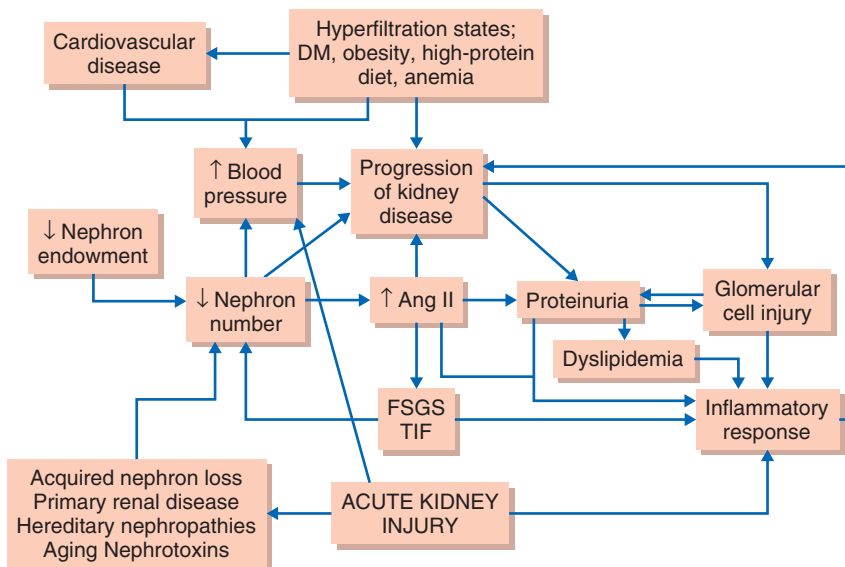 Cardiovascular
disease
Hyperfiltration states;
DM, obesity, high-protein
diet, anemia
↑ Blood
pressure
Progression
of kidney
disease
↓ Nephron
endowment
↓ Nephron
number
↑ Ang II
Proteinuria
Glomerular
cell injury
Dyslipidemia
FSGS
TIF
Inflammatory
response
Acquired nephron loss
Primary renal disease
Hereditary nephropathies
Aging Nephrotoxins
ACUTE KIDNEY
INJURY